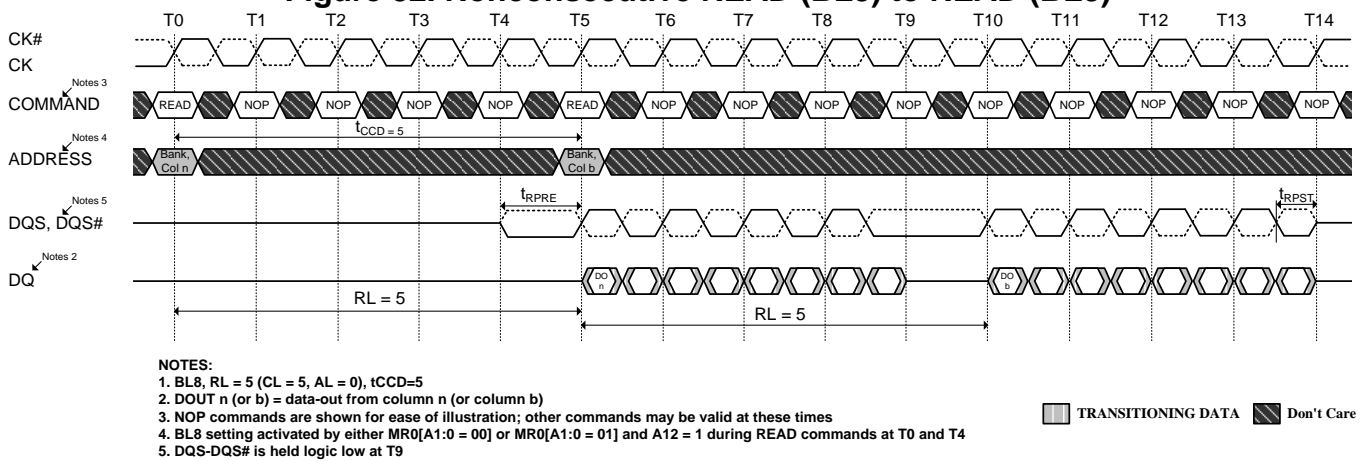 Figure 32. Nonconsecutive READ (BL8) to READ (BL8)
T0 T1 T2 T3 T4 T5 T6 T7 T8 T9 T10 T11 T12 T13 T14
CK#
CK
Notes 3
COMMAND READ NOP NOP NOP NOP READ NOP NOP NOP NOP NOP NOP NOP NOP NOP
tCCD = 5
Notes 4
ADDRESS
Bank, Col n
Bank, Col b
Notes 5
tRPRE
tRPST
DQS, DQS#
Notes 2
DQ
DO n
DO b
RL = 5
RL = 5
NOTES:
1. BL8, RL = 5 (CL = 5, AL = 0), tCCD=5
2. DOUT n (or b) = data-out from column n (or column b)
3. NOP commands are shown for ease of illustration; other commands may be valid at these times
4. BL8 setting activated by either MR0[A1:0 = 00] or MR0[A1:0 = 01] and A12 = 1 during READ commands at T0 and T4
5. DQS-DQS# is held logic low at T9
TRANSITIONING DATA
Don't Care